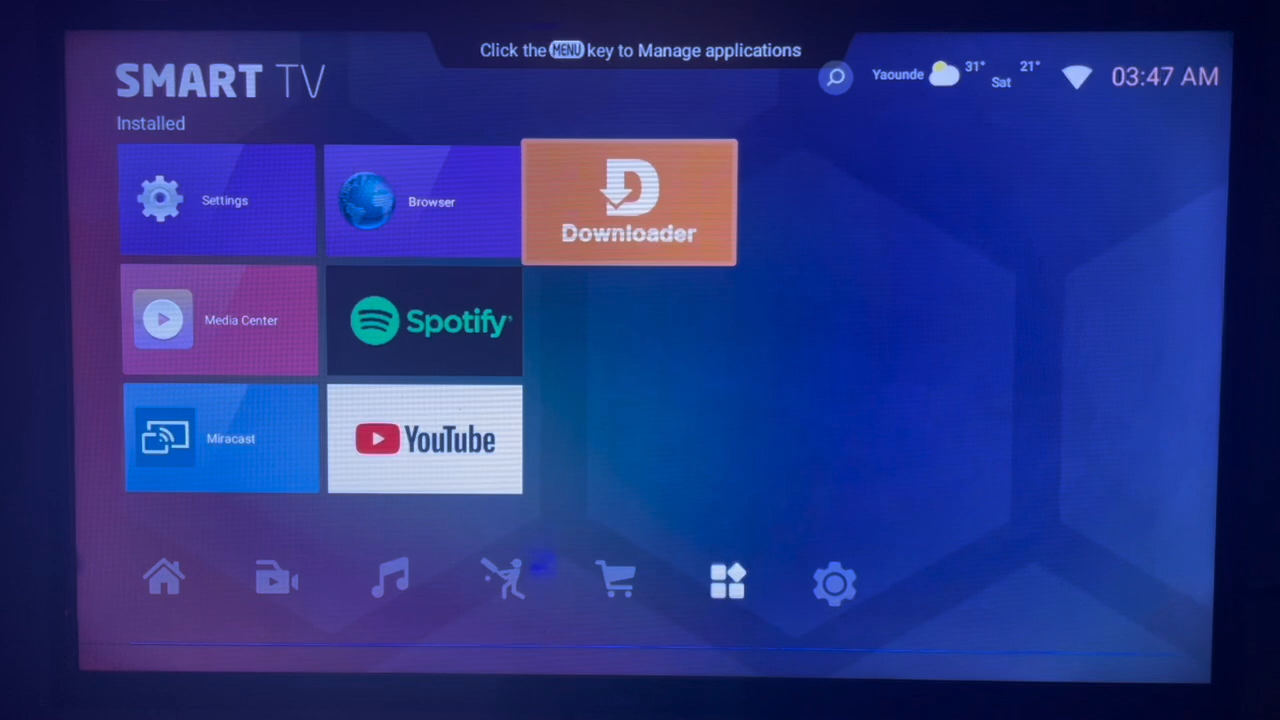 Click the MENU key to Manage applications
SMART TV
Yaounde 31° Sat 21° 03:47 AM
Installed
Settings
Browser
Downloader
Media Center
Spotify®
Miracast
YouTube